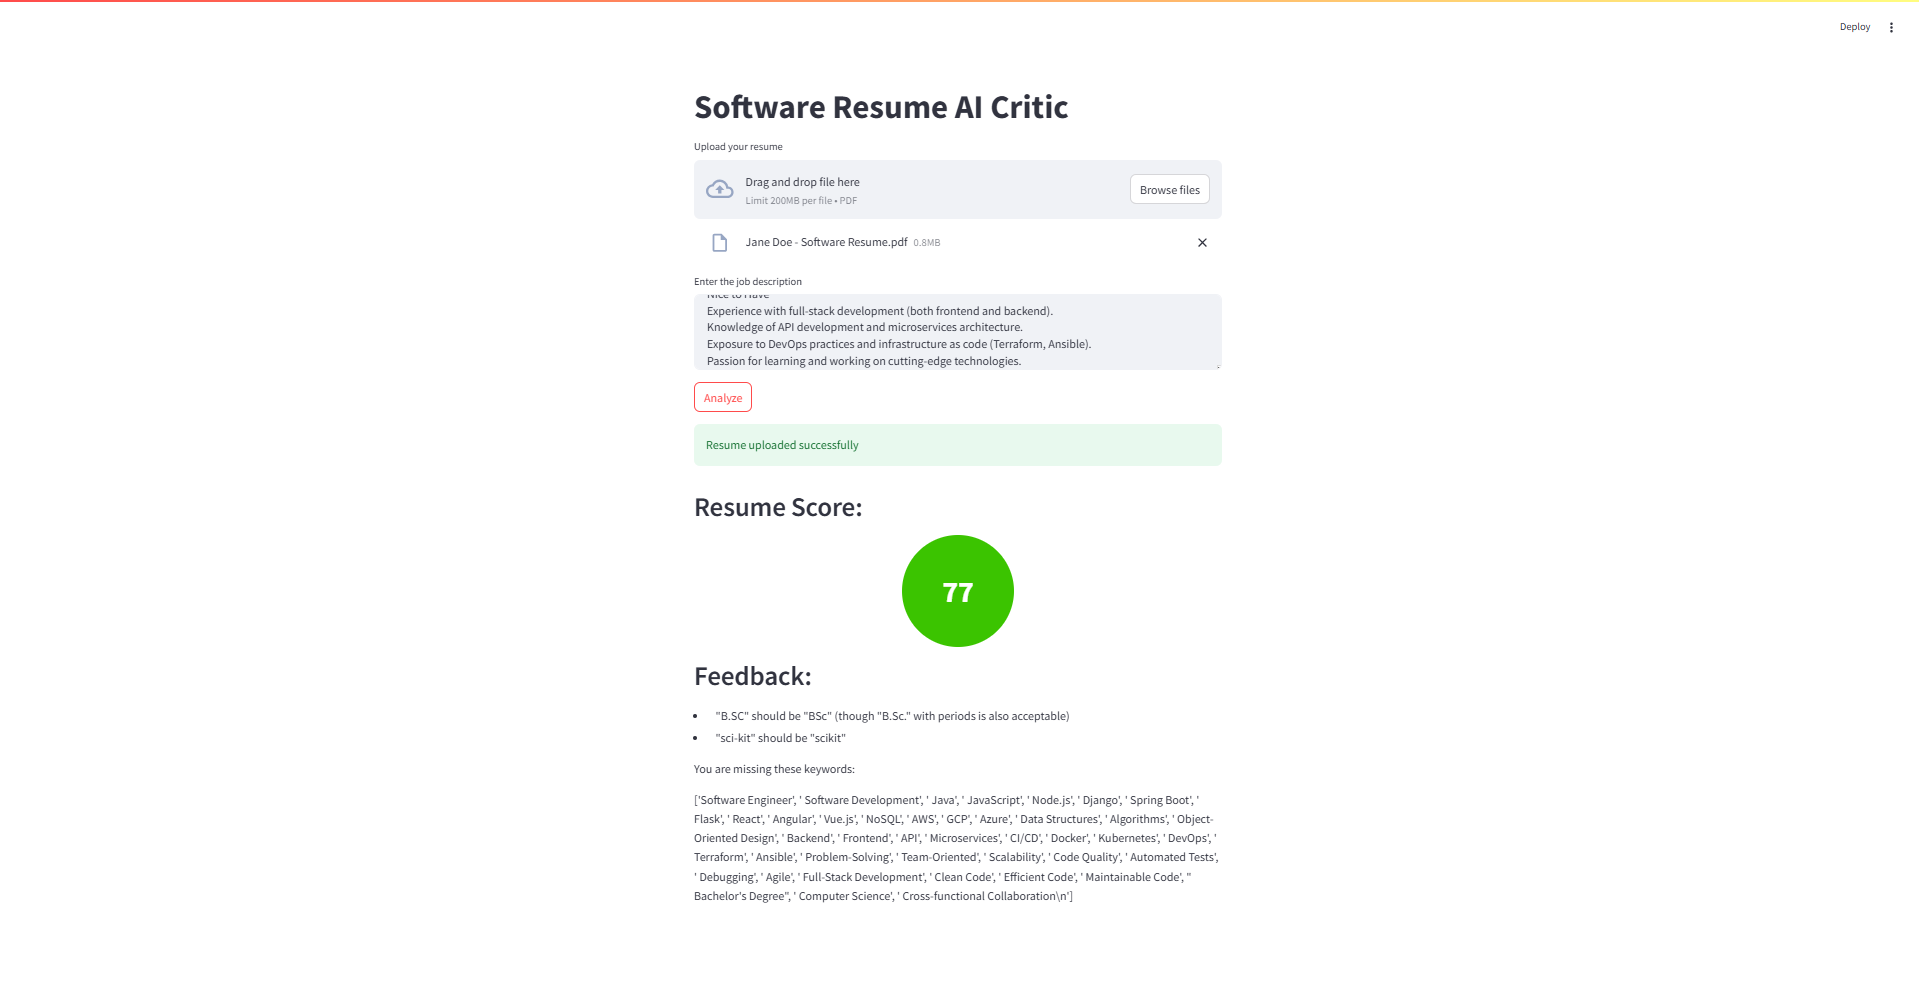 Deploy
Software Resume AI Critic
Upload your resume
Drag and drop file here
Limit 200MB per file • PDF
Browse files
Jane Doe - Software Resume.pdf 0.8MB
Enter the job description
Nice to Have
Experience with full-stack development (both frontend and backend).
Knowledge of API development and microservices architecture.
Exposure to DevOps practices and infrastructure as code (Terraform, Ansible).
Passion for learning and working on cutting-edge technologies.
Analyze
Resume uploaded successfully
Resume Score:
77
Feedback:
• "B.SC" should be "BSc" (though "B.Sc." with periods is also acceptable)
• "sci-kit" should be "scikit"
You are missing these keywords:
['Software Engineer', ' Software Development', ' Java', ' JavaScript', ' Node.js', ' Django', ' Spring Boot', '
Flask', ' React', ' Angular', ' Vue.js', ' NoSQL', ' AWS', ' GCP', ' Azure', ' Data Structures', ' Algorithms', ' Object-
Oriented Design', ' Backend', ' Frontend', ' API', ' Microservices', ' CI/CD', ' Docker', ' Kubernetes', ' DevOps', '
Terraform', ' Ansible', ' Problem-Solving', ' Team-Oriented', ' Scalability', ' Code Quality', ' Automated Tests',
' Debugging', ' Agile', ' Full-Stack Development', ' Clean Code', ' Efficient Code', ' Maintainable Code', "
Bachelor's Degree", ' Computer Science', ' Cross-functional Collaboration\n']